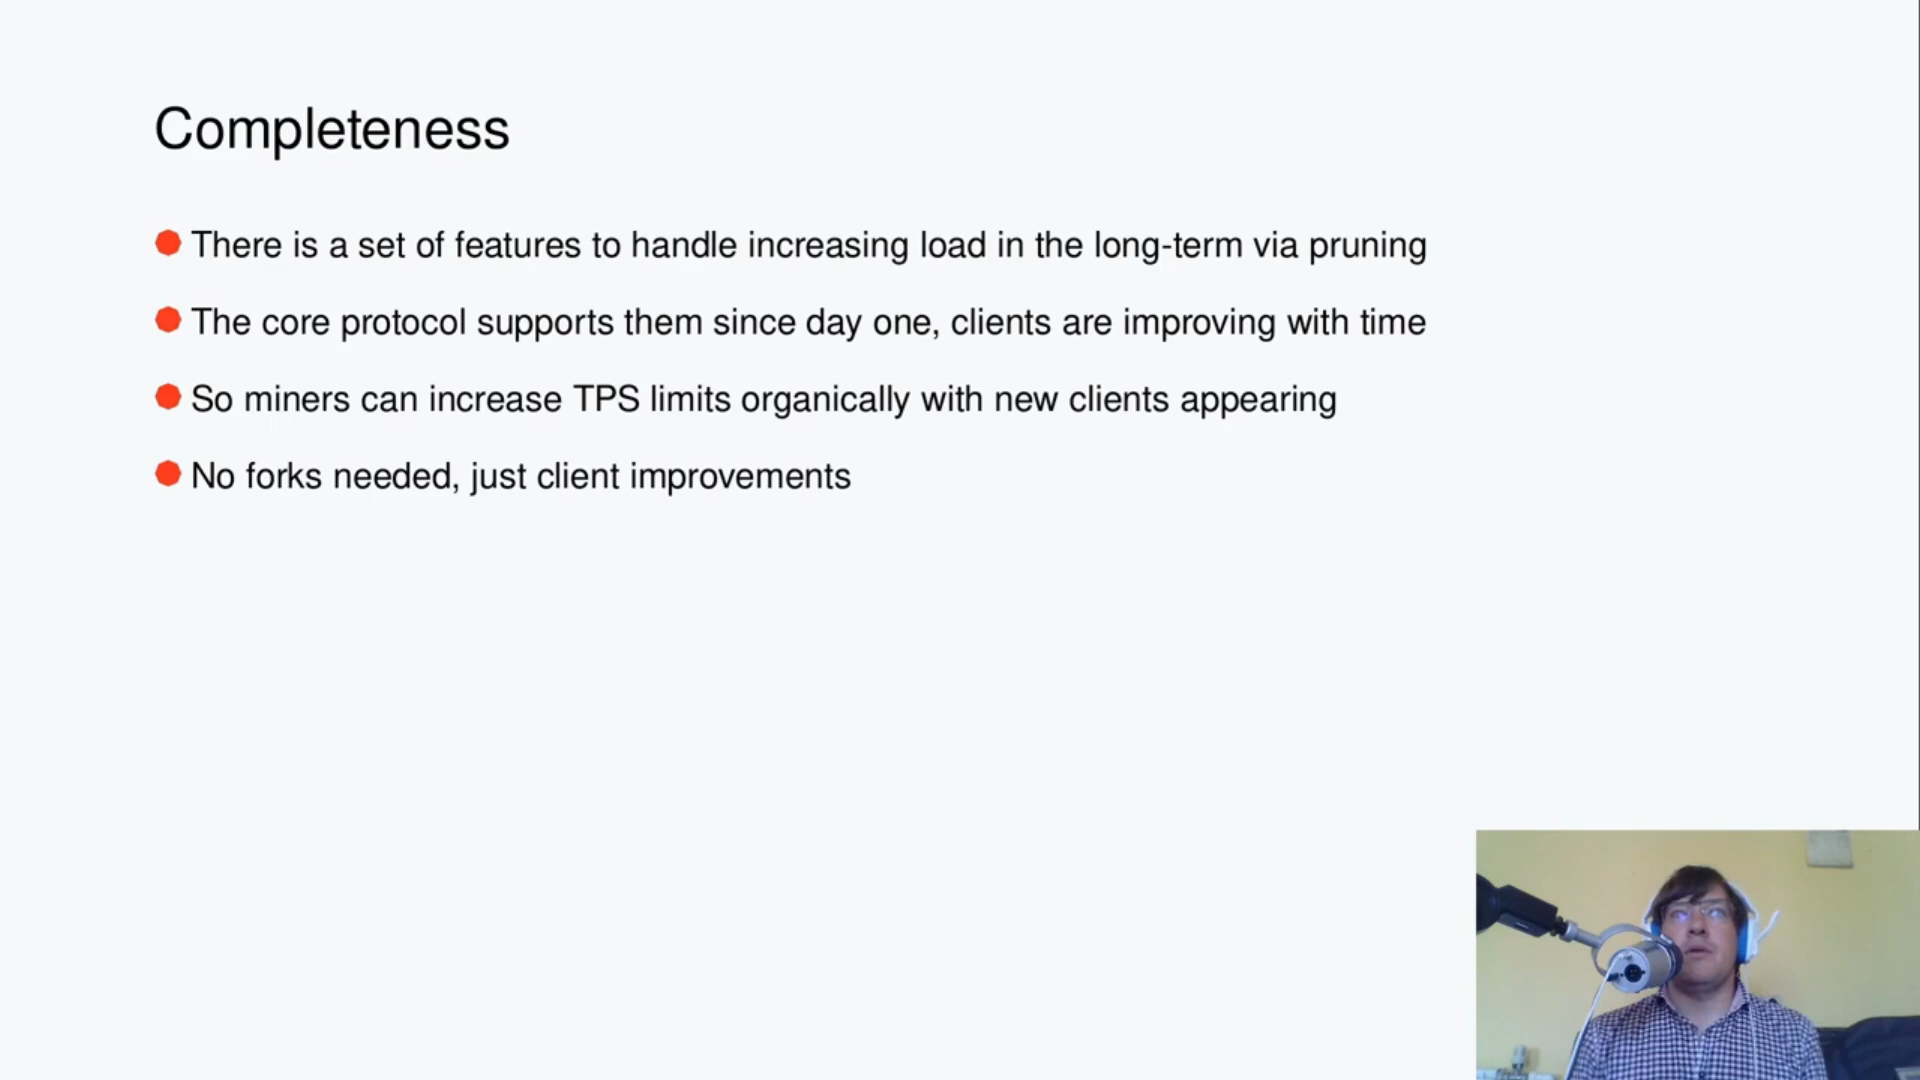 Completeness
There is a set of features to handle increasing load in the long-term via pruning
The core protocol supports them since day one, clients are improving with time
So miners can increase TPS limits organically with new clients appearing
No forks needed, just client improvements